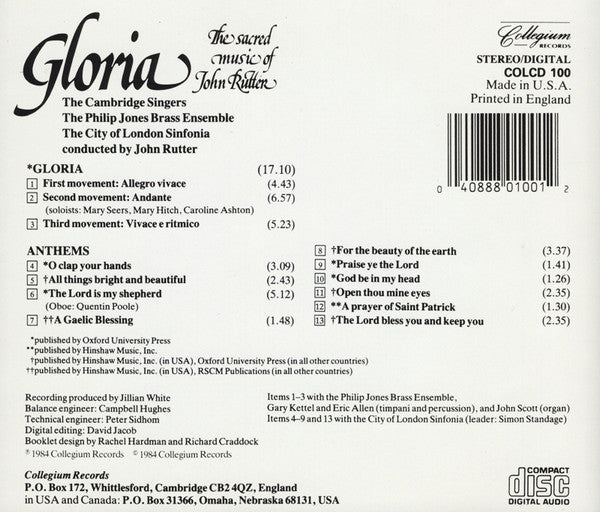 Gloria
The sacred
music of
John Rutter
The Cambridge Singers
The Philip Jones Brass Ensemble
The City of London Sinfonia
conducted by John Rutter
Collegium
RECORDS
STEREO/DIGITAL
COLCD 100
Made in U.S.A.
Printed in England
0 40888 01001 2
*GLORIA (17.10)
1 First movement: Allegro vivace (4.43)
2 Second movement: Andante (6.57)
(soloists: Mary Seers, Mary Hitch, Caroline Ashton)
3 Third movement: Vivace e ritmico (5.23)
ANTHEMS
4 *O clap your hands (3.09)
5 †All things bright and beautiful (2.43)
6 *The Lord is my shepherd (5.12)
(Oboe: Quentin Poole)
7 ††A Gaelic Blessing (1.48)
8 †For the beauty of the earth (3.37)
9 *Praise ye the Lord (1.41)
10 *God be in my head (1.26)
11 †Open thou mine eyes (2.35)
12 **A prayer of Saint Patrick (1.30)
13 †The Lord bless you and keep you (2.35)
*published by Oxford University Press
**published by Hinshaw Music, Inc.
†published by Hinshaw Music, Inc. (in USA), Oxford University Press (in all other countries)
††published by Hinshaw Music, Inc. (in USA), RSCM Publications (in all other countries)
Recording produced by Jillian White
Balance engineer: Campbell Hughes
Technical engineer: Peter Sidhom
Digital editing: David Jacob
Booklet design by Rachel Hardman and Richard Craddock
℗ 1984 Collegium Records © 1984 Collegium Records
Items 1–3 with the Philip Jones Brass Ensemble,
Gary Kettel and Eric Allen (timpani and percussion), and John Scott (organ)
Items 4–9 and 13 with the City of London Sinfonia (leader: Simon Standage)
Collegium Records
P.O. Box 172, Whittlesford, Cambridge CB2 4QZ, England
in USA and Canada: P.O. Box 31366, Omaha, Nebraska 68131, USA
COMPACT
disc
DIGITAL AUDIO